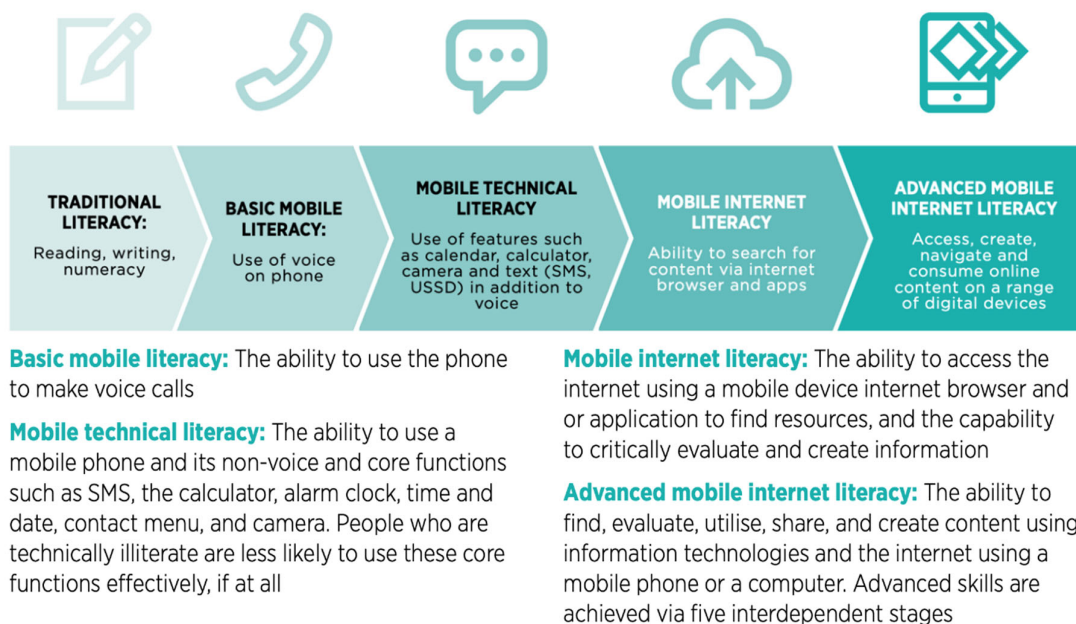 TRADITIONAL
LITERACY:
Reading, writing,
numeracy
BASIC MOBILE
LITERACY:
Use of voice
on phone
MOBILE TECHNICAL
LITERACY
Use of features such
as calendar, calculator,
camera and text (SMS,
USSD) in addition to
voice
MOBILE INTERNET
LITERACY
Ability to search for
content via internet
browser and apps
ADVANCED MOBILE
INTERNET LITERACY
Access, create,
navigate and
consume online
content on a range
of digital devices
Basic mobile literacy: The ability to use the phone
to make voice calls
Mobile technical literacy: The ability to use a
mobile phone and its non-voice and core functions
such as SMS, the calculator, alarm clock, time and
date, contact menu, and camera. People who are
technically illiterate are less likely to use these core
functions effectively, if at all
Mobile internet literacy: The ability to access the
internet using a mobile device internet browser and
or application to find resources, and the capability
to critically evaluate and create information
Advanced mobile internet literacy: The ability to
find, evaluate, utilise, share, and create content using
information technologies and the internet using a
mobile phone or a computer. Advanced skills are
achieved via five interdependent stages